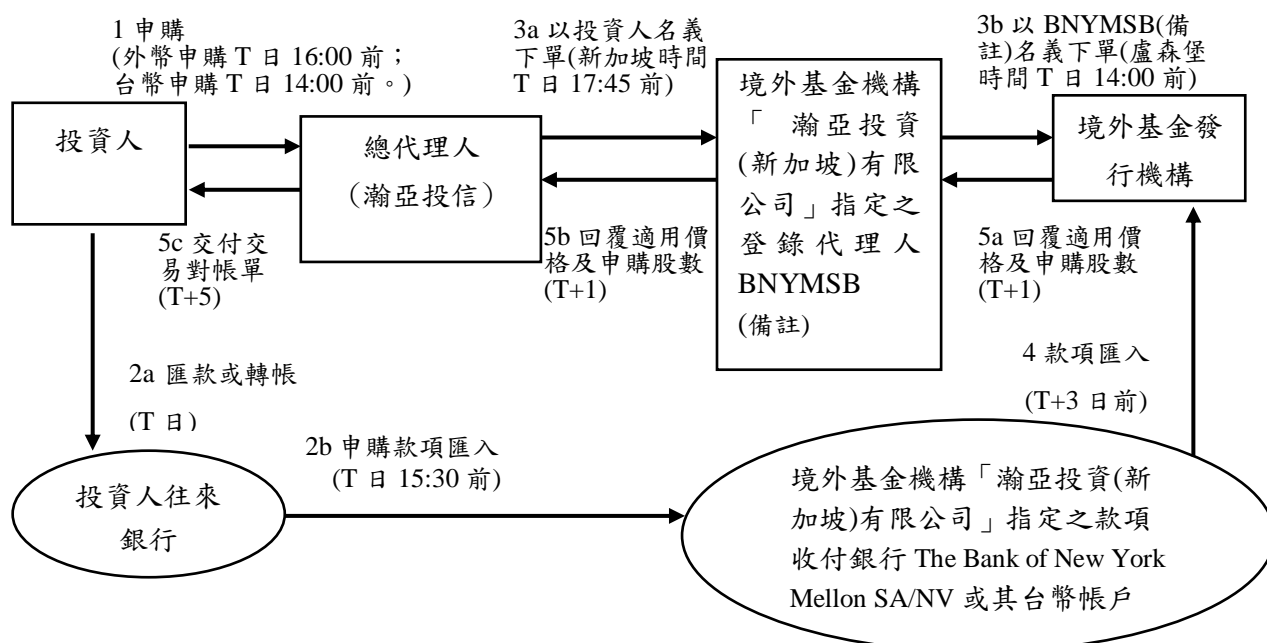 1 申購
(外幣申購 T 日 16:00 前；
台幣申購 T 日 14:00 前。)
3a 以投資人名義
下單(新加坡時間
T 日 17:45 前)
3b 以 BNYMSB(備
註)名義下單(盧森堡
時間 T 日 14:00 前)
投資人
總代理人
（瀚亞投信）
境外基金機構
「 瀚亞投資
(新加坡)有限
公司」指定之
登錄代理人
BNYMSB
(備註)
境外基金發
行機構
5c 交付交
易對帳單
(T+5)
5b 回覆適用價
格及申購股數
(T+1)
5a 回覆適用價
格及申購股數
(T+1)
2a 匯款或轉帳
(T 日)
4 款項匯入
(T+3 日前)
2b 申購款項匯入
(T 日 15:30 前)
投資人往來
銀行
境外基金機構「瀚亞投資(新
加坡)有限公司」指定之款項
收付銀行 The Bank of New York
Mellon SA/NV 或其台幣帳戶